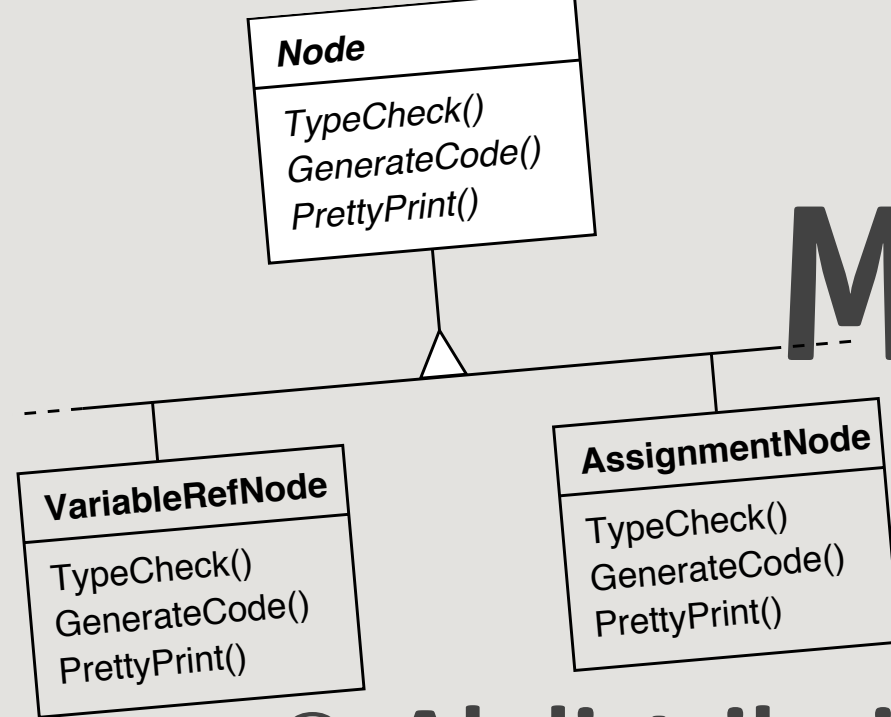 Node
TypeCheck()
GenerateCode()
PrettyPrint()
M
VariableRefNode
TypeCheck()
GenerateCode()
PrettyPrint()
AssignmentNode
TypeCheck()
GenerateCode()
PrettyPrint()